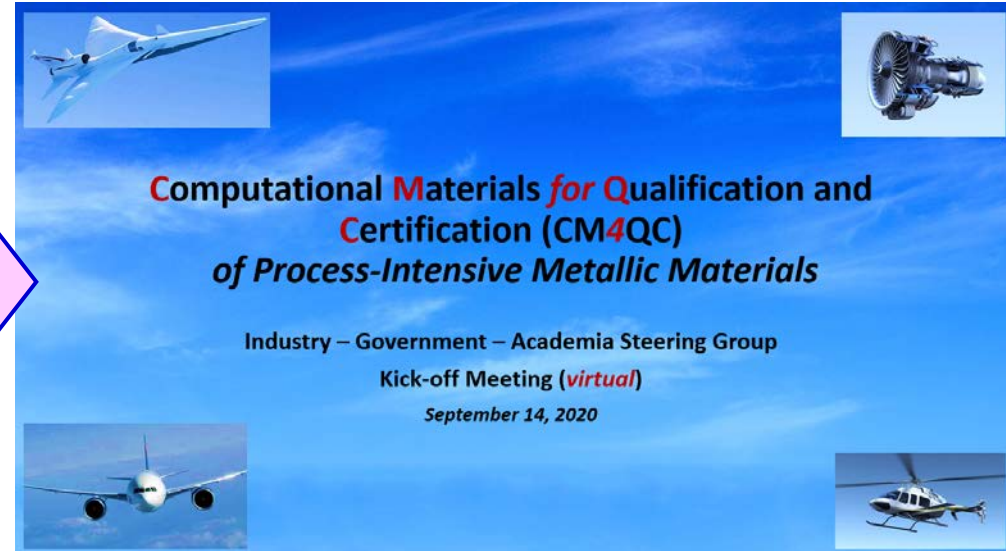 Computational Materials for Qualification and
Certification (CM4QC)
of Process-Intensive Metallic Materials
Industry – Government – Academia Steering Group
Kick-off Meeting (virtual)
September 14, 2020